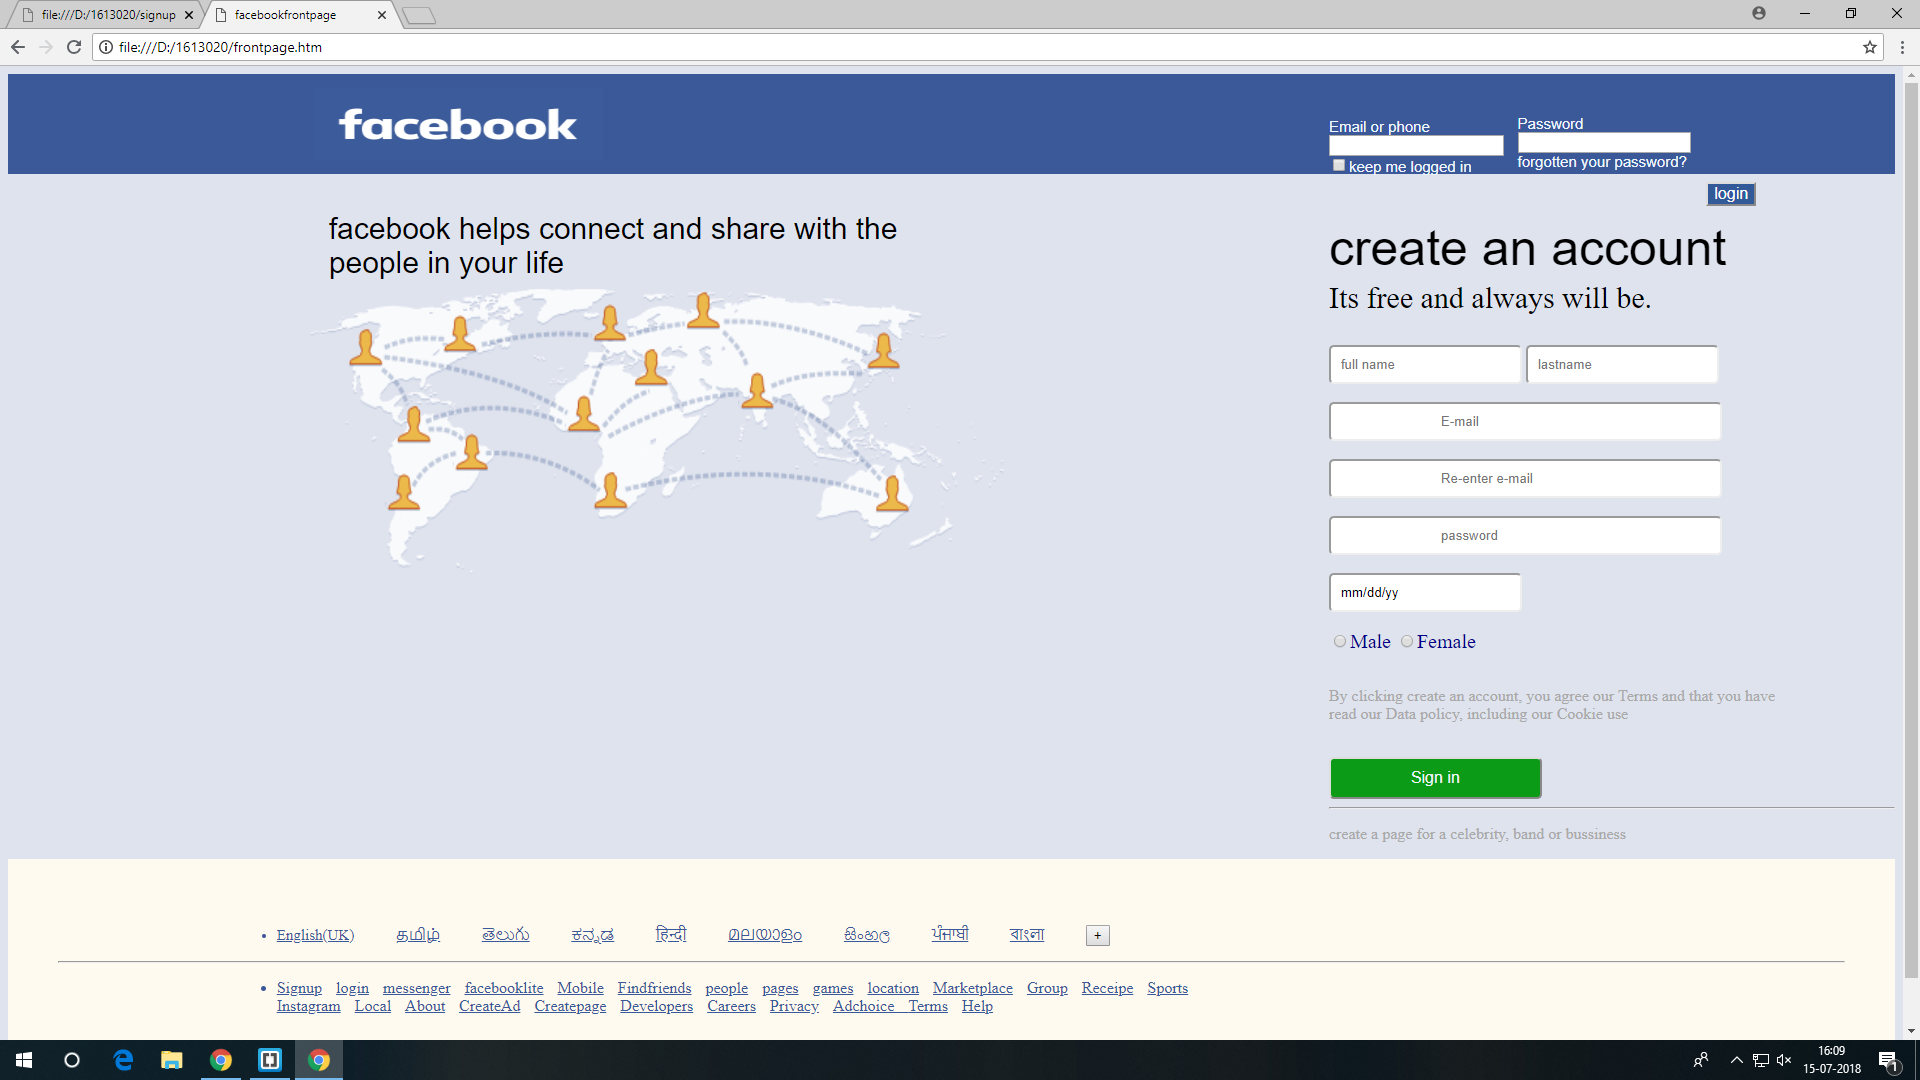 file:///D:/1613020/signup
facebookfrontpage
file:///D:/1613020/frontpage.htm
facebook
Email or phone
Password
keep me logged in
forgotten your password?
login
facebook helps connect and share with the
people in your life
create an account
Its free and always will be.
full name lastname
E-mail
Re-enter e-mail
password
mm/dd/yy
Male Female
By clicking create an account, you agree our Terms and that you have
read our Data policy, including our Cookie use
Sign in
create a page for a celebrity, band or bussiness
English(UK) தமிழ் తెలుగు ಕನ್ನಡ हिन्दी മലയാളം සිංහල ਪੰਜਾਬੀ বাংলা +
Signup login messenger facebooklite Mobile Findfriends people pages games location Marketplace Group Receipe Sports
Instagram Local About CreateAd Createpage Developers Careers Privacy Adchoice Terms Help
16:09
15-07-2018
1